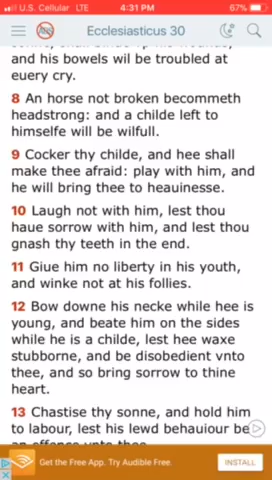 U.S. Cellular LTE 4:31 PM 67%
Ecclesiasticus 30
and his bowels wil be troubled at
euery cry.
8 An horse not broken becommeth
headstrong: and a childe left to
himselfe will be wilfull.
9 Cocker thy childe, and hee shall
make thee afraid: play with him, and
he will bring thee to heauinesse.
10 Laugh not with him, lest thou
haue sorrow with him, and lest thou
gnash thy teeth in the end.
11 Giue him no liberty in his youth,
and winke not at his follies.
12 Bow downe his necke while hee is
young, and beate him on the sides
while he is a childe, lest hee waxe
stubborne, and be disobedient vnto
thee, and so bring sorrow to thine
heart.
13 Chastise thy sonne, and hold him
to labour, lest his lewd behauiour be
an offence vnto thee
Get the Free App. Try Audible Free.
INSTALL